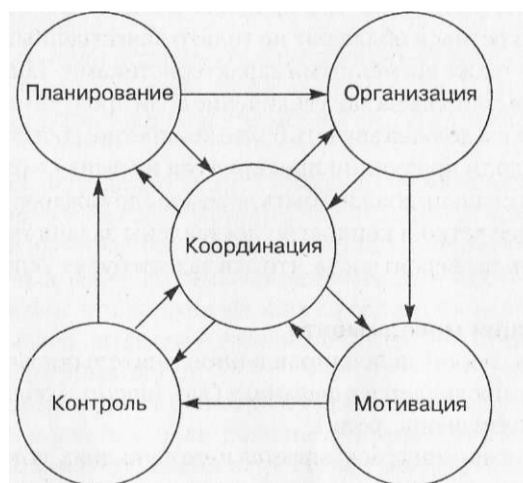 Планирование
Организация
Координация
Контроль
Мотивация